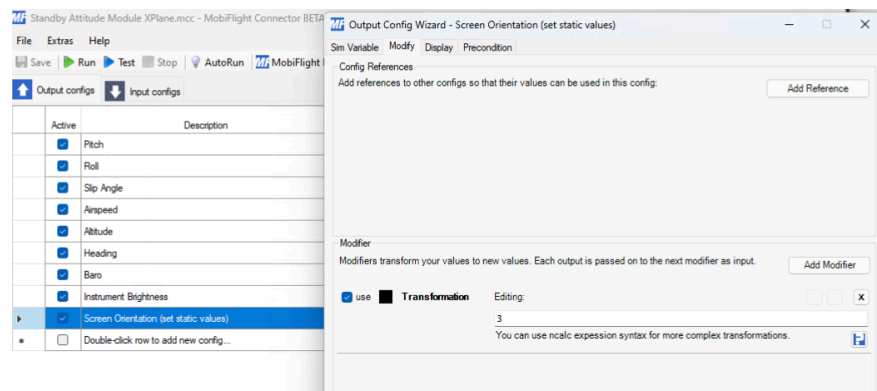 Standby Attitude Module XPlane.mcc - MobiFlight Connector BETA
File Extras Help
Save Run Test Stop AutoRun MobiFlight
Output configs Input configs
Active Description
Pitch
Roll
Slip Angle
Airspeed
Altitude
Heading
Baro
Instrument Brightness
Screen Orientation (set static values)
Double-click row to add new config...
Output Config Wizard - Screen Orientation (set static values)
Sim Variable Modify Display Precondition
Config References
Add references to other configs so that their values can be used in this config:
Add Reference
Modifier
Modifiers transform your values to new values. Each output is passed on to the next modifier as input.
Add Modifier
use Transformation Editing:
x
3
You can use ncalc expession syntax for more complex transformations.